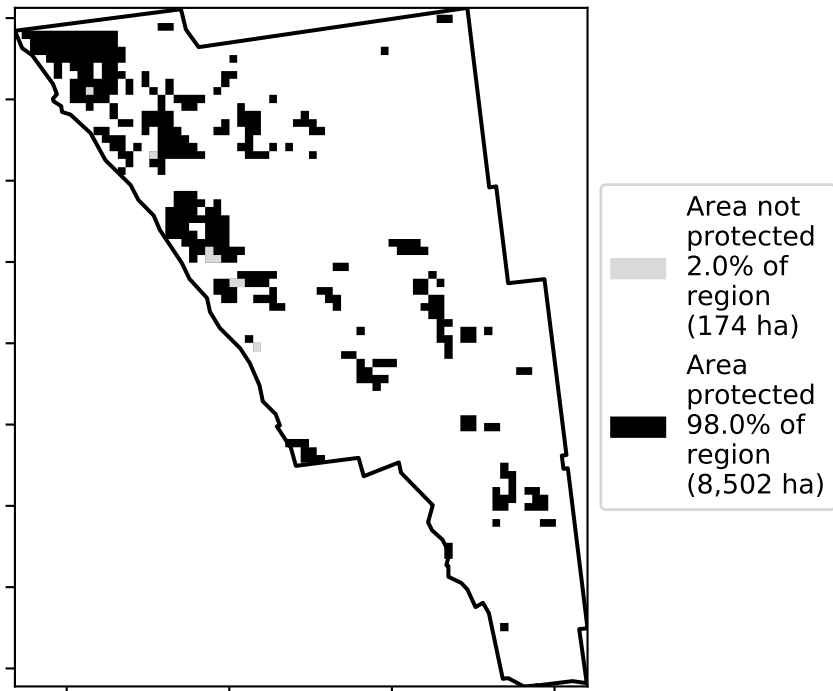 Area not
protected
2.0% of
region
(174 ha)
Area
protected
98.0% of
region
(8,502 ha)